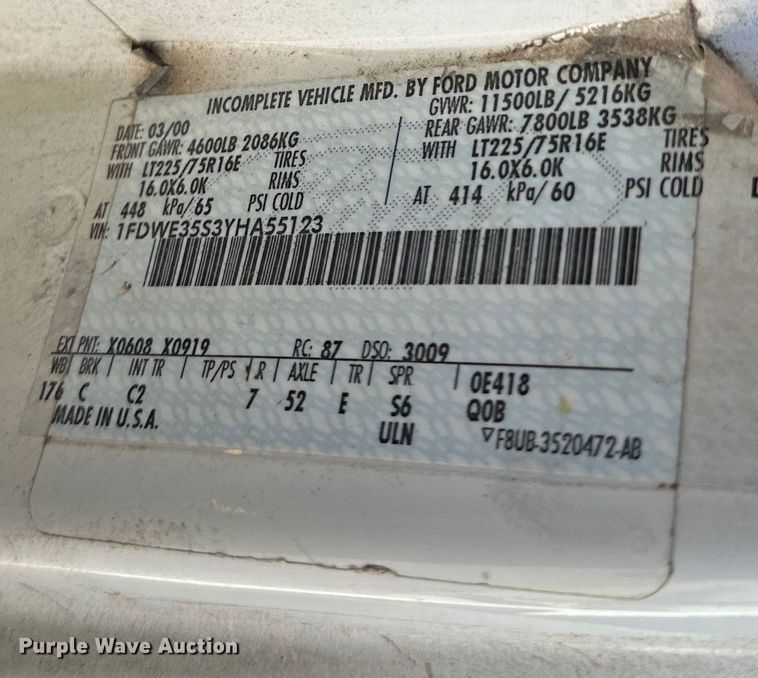 INCOMPLETE VEHICLE MFD. BY FORD MOTOR COMPANY
DATE: 03/00 GVWR: 11500LB/ 5216KG
FRONT GAWR: 4600LB 2086KG REAR GAWR: 7800LB 3538KG
WITH LT225/75R16E TIRES WITH LT225/75R16E TIRES
16.0X6.0K RIMS 16.0X6.0K RIMS
AT 448 kPa/65 PSI COLD AT 414 kPa/60 PSI COLD
VIN: 1FDWE35S3YHA55123
EXT PNT: X0608 X0919 RC: 87 DSO: 3009
WB BRK INT TR TP/PS R AXLE TR SPR 0E418
176 C C2 7 52 E S6 Q0B
MADE IN U.S.A. ULN ▽F8UB-3520472-AB
Purple Wave Auction